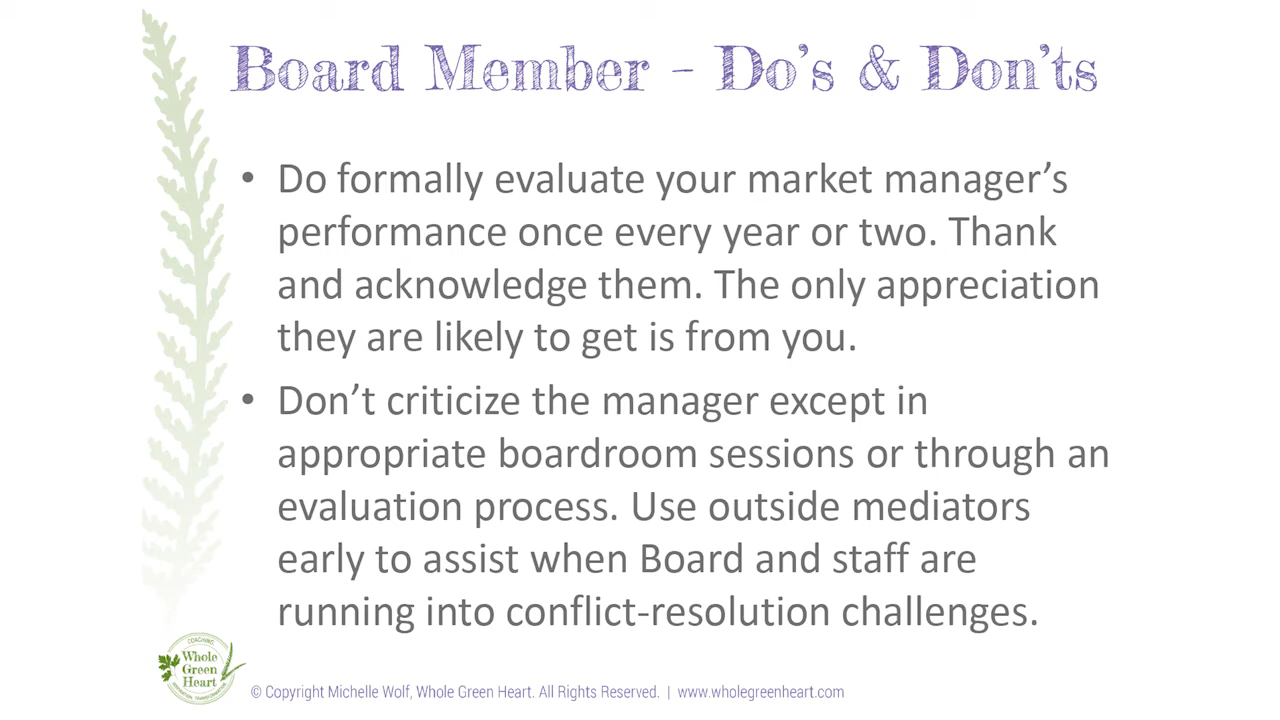 Board Member - Do's & Don'ts
• Do formally evaluate your market manager's
performance once every year or two. Thank
and acknowledge them. The only appreciation
they are likely to get is from you.
• Don't criticize the manager except in
appropriate boardroom sessions or through an
evaluation process. Use outside mediators
early to assist when Board and staff are
running into conflict-resolution challenges.
COACHING
Whole
Green
Heart
© Copyright Michelle Wolf, Whole Green Heart. All Rights Reserved. | www.wholegreenheart.com